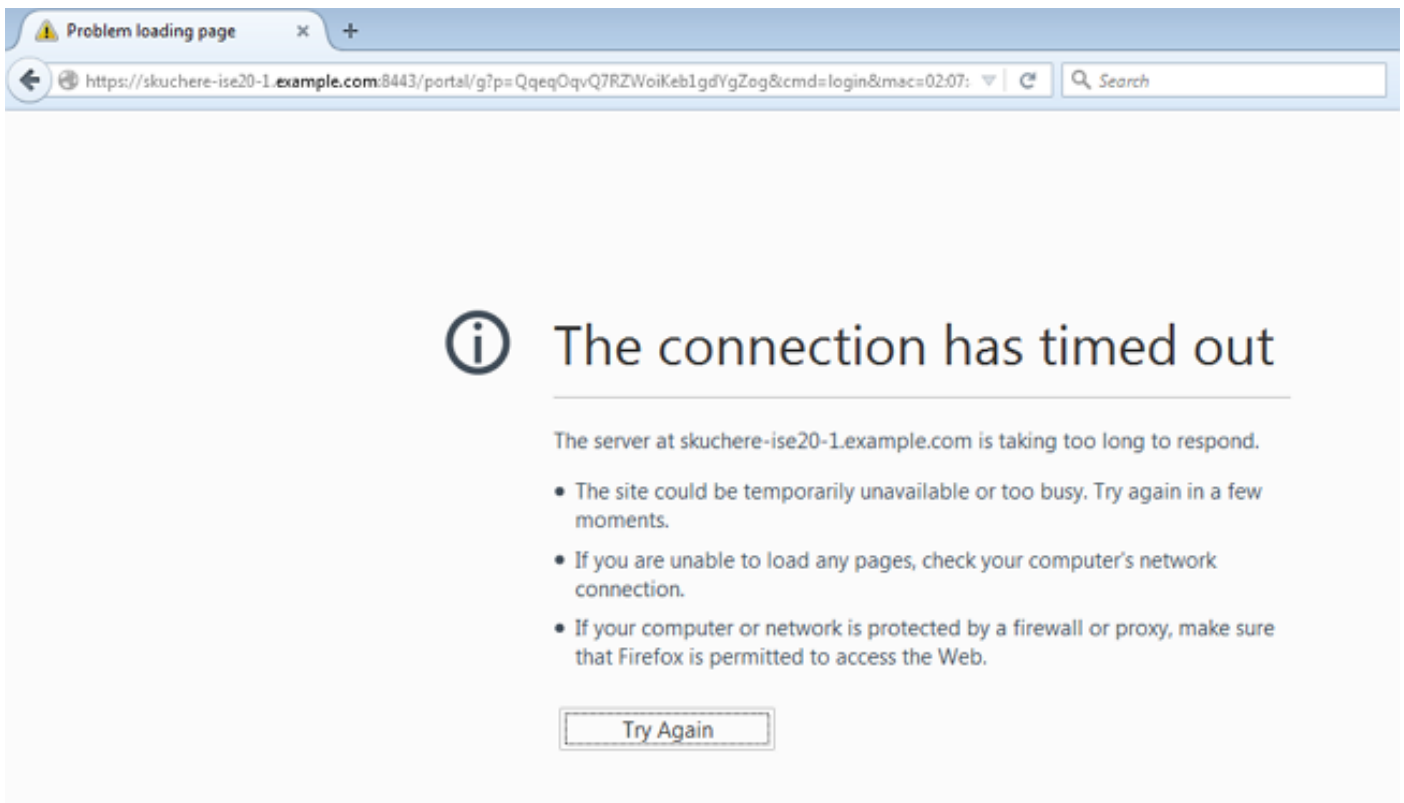 Problem loading page
https://skuchere-ise20-1.example.com:8443/portal/g?p=QqeqOqvQ7RZWoiKeb1gdYgZog&cmd=login&mac=02:07:
Search
The connection has timed out
The server at skuchere-ise20-1.example.com is taking too long to respond.
• The site could be temporarily unavailable or too busy. Try again in a few
moments.
• If you are unable to load any pages, check your computer's network
connection.
• If your computer or network is protected by a firewall or proxy, make sure
that Firefox is permitted to access the Web.
Try Again